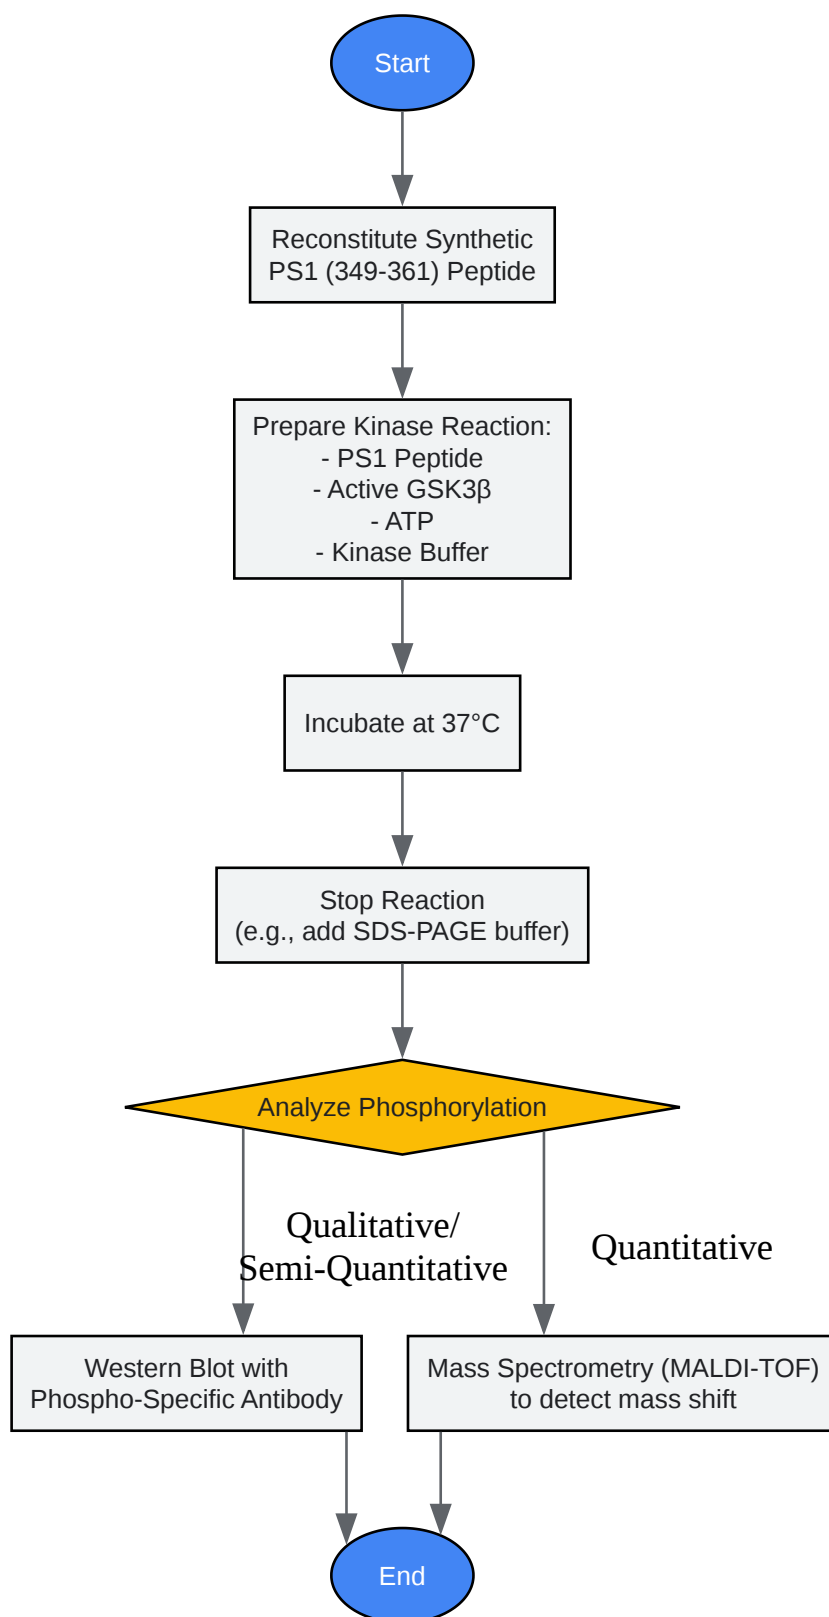 Start
Reconstitute Synthetic
PS1 (349-361) Peptide
Prepare Kinase Reaction:
- PS1 Peptide
- Active GSK3β
- ATP
- Kinase Buffer
Incubate at 37°C
Stop Reaction
(e.g., add SDS-PAGE buffer)
Analyze Phosphorylation
Qualitative/
Semi-Quantitative
Quantitative
Western Blot with
Phospho-Specific Antibody
Mass Spectrometry (MALDI-TOF)
to detect mass shift
End